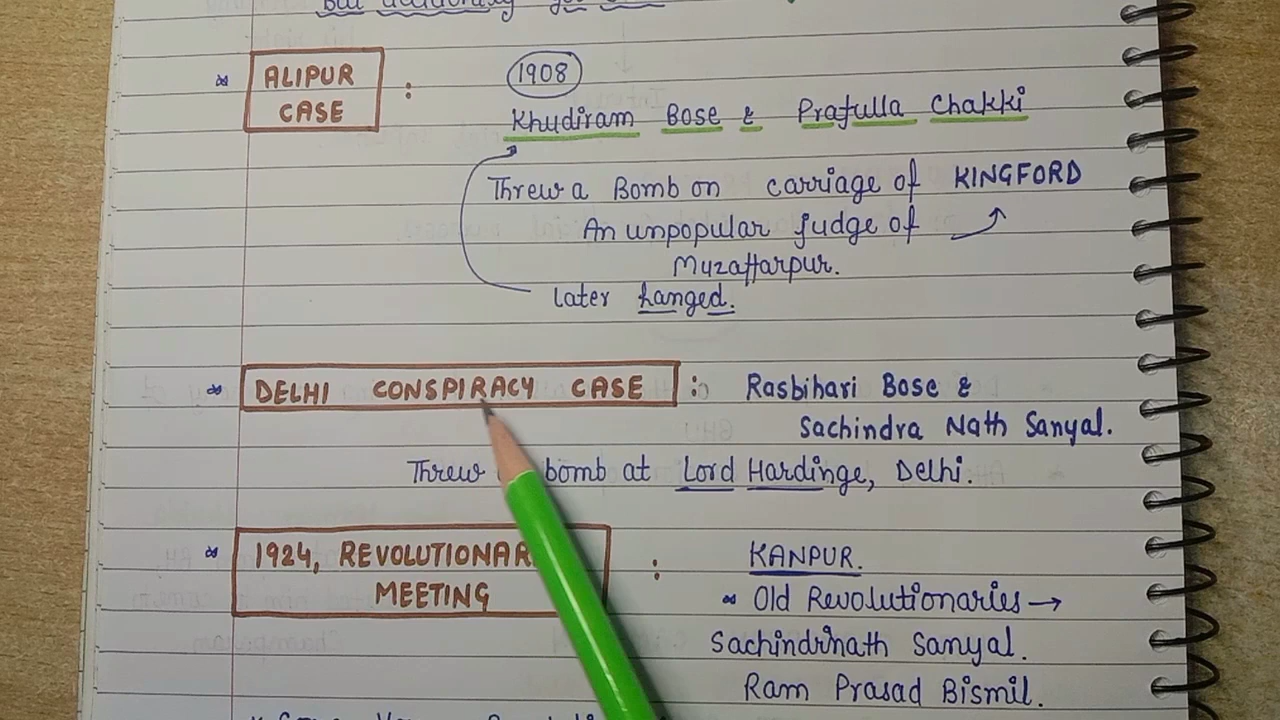 ALIPUR CASE :
1908
Khudiram Bose & Prafulla Chakki
Threw a Bomb on carriage of KINGFORD
An unpopular judge of
Muzaffarpur.
later hanged.
DELHI CONSPIRACY CASE : Rasbihari Bose &
Sachindra Nath Sanyal.
Threw bomb at Lord Hardinge, Delhi.
1924, REVOLUTIONAR MEETING : KANPUR.
Old Revolutionaries →
Sachindrnath Sanyal.
Ram Prasad Bismil.